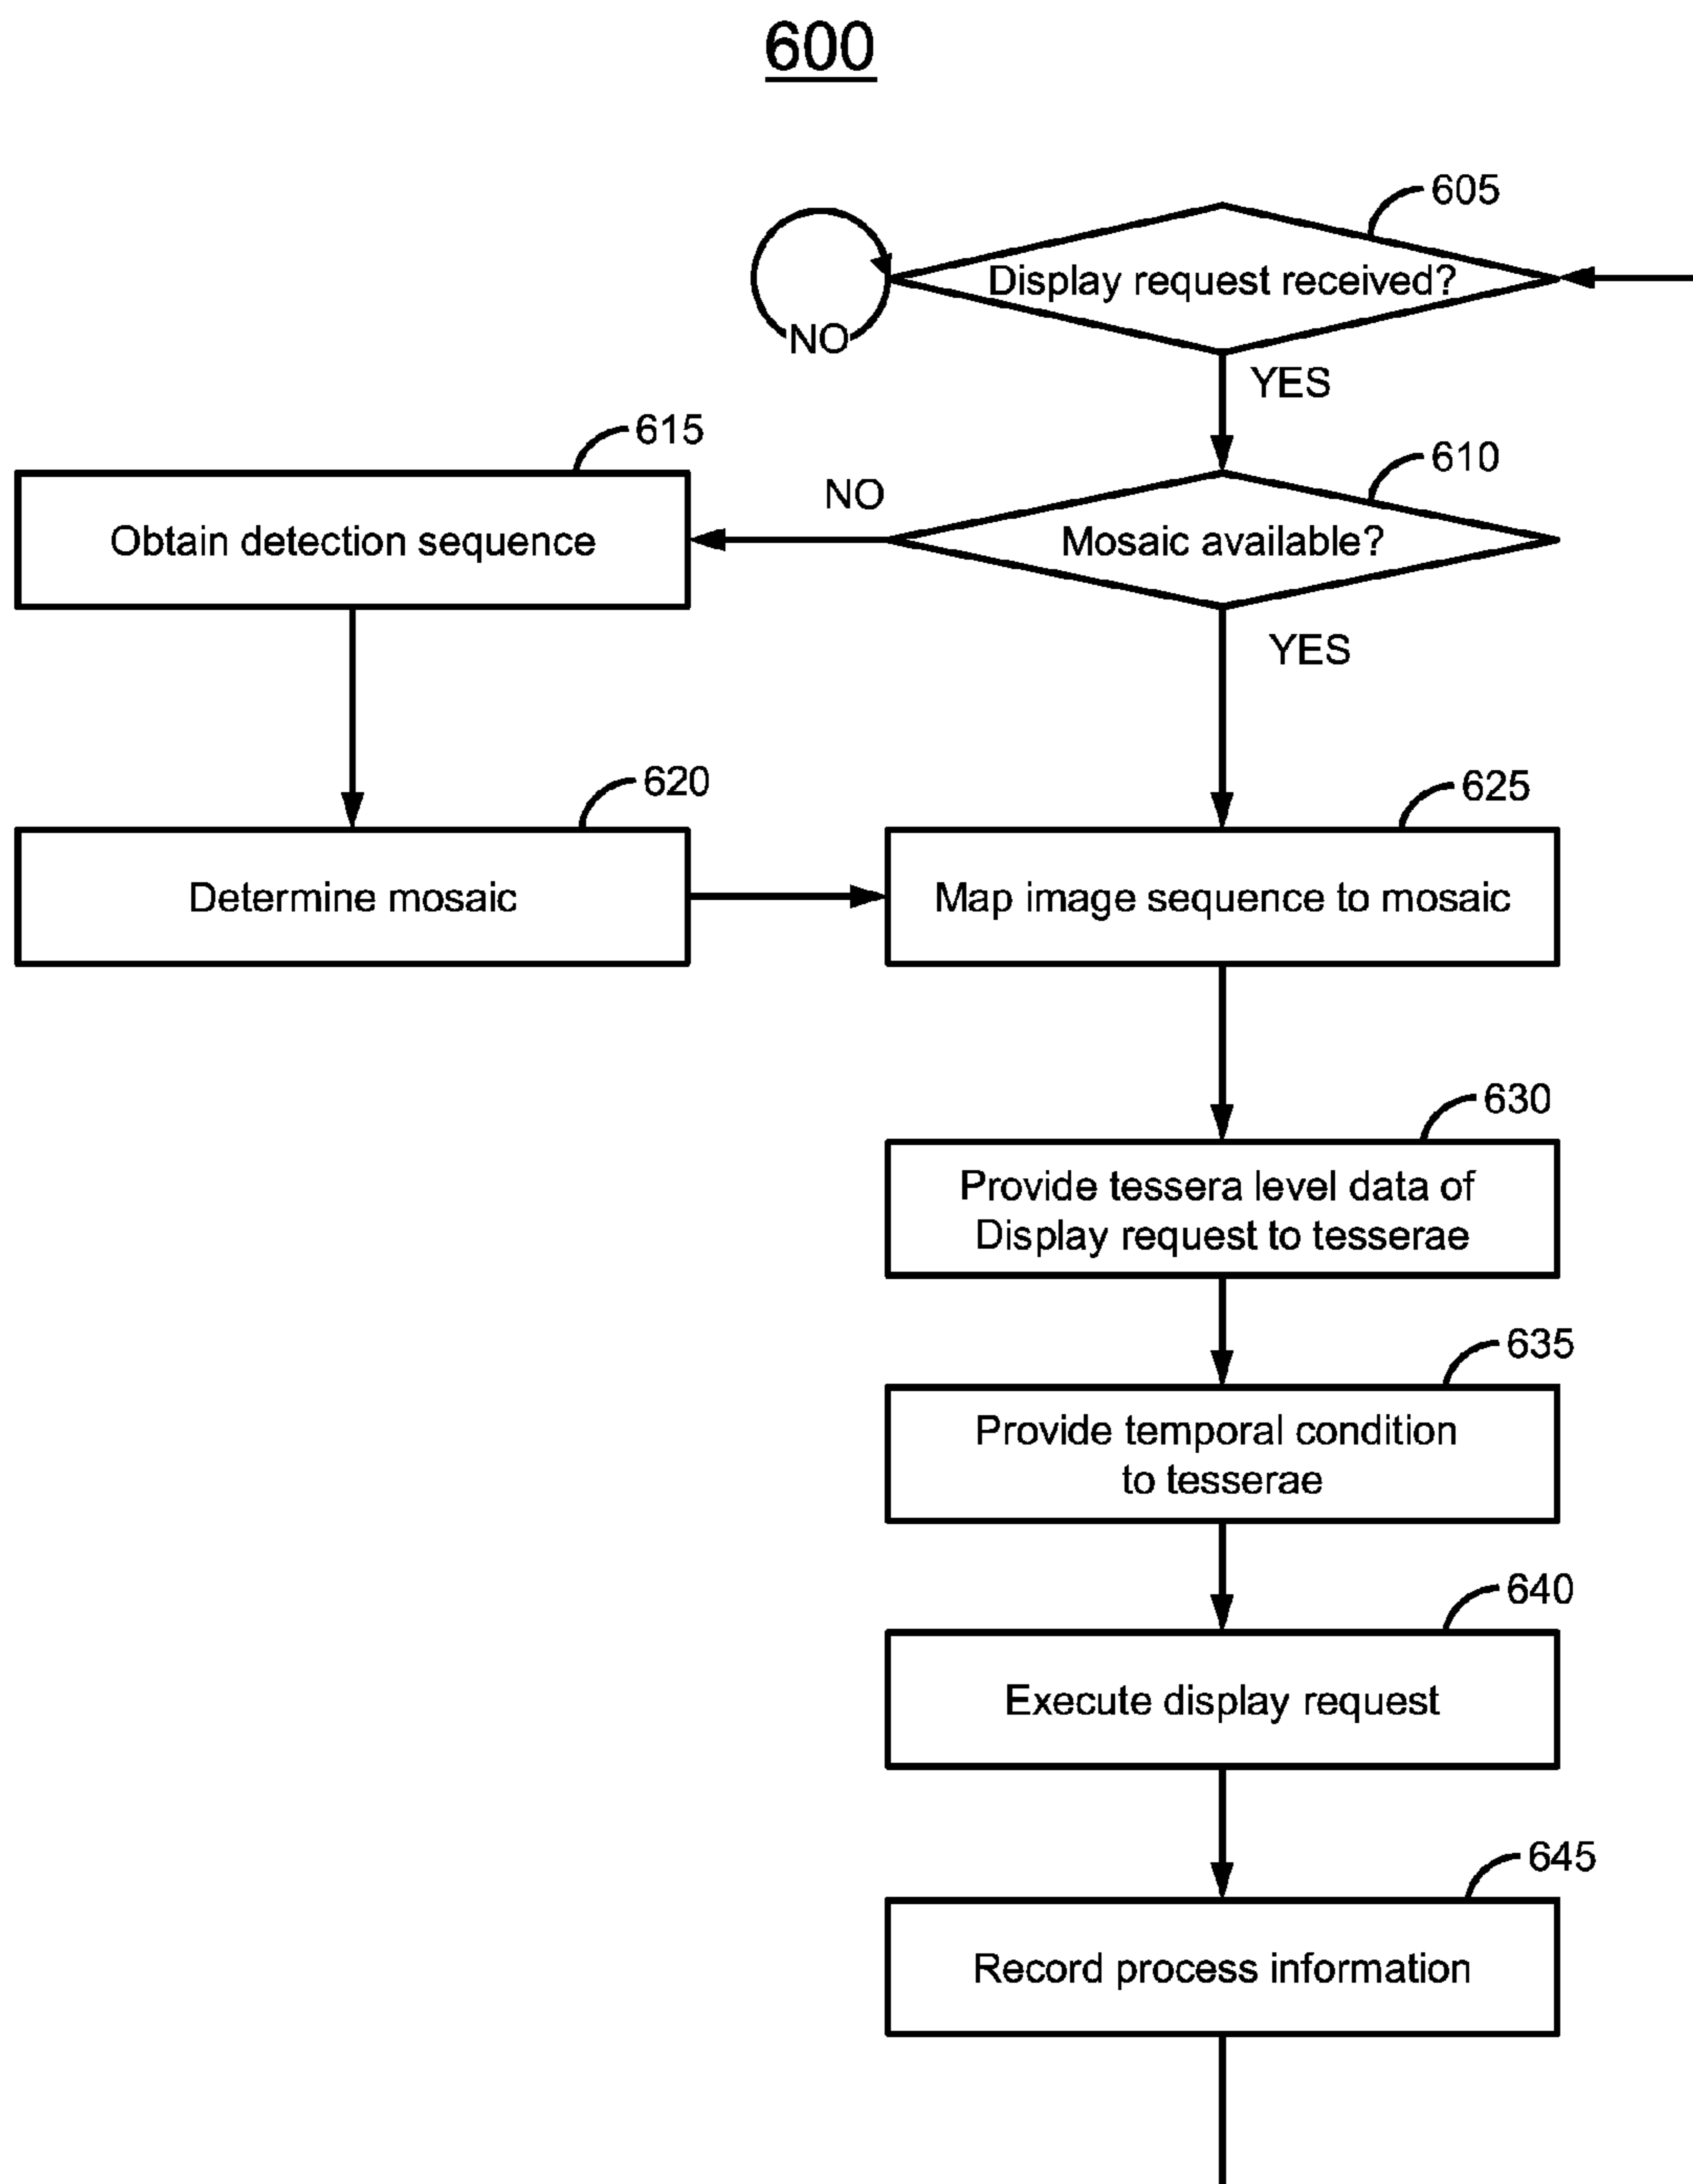 600
605
Display request received?
NO
YES
615
610
NO
Obtain detection sequence
Mosaic available?
YES
620
625
Determine mosaic
Map image sequence to mosaic
630
Provide tessera level data of
Display request to tesserae
635
Provide temporal condition
to tesserae
640
Execute display request
645
Record process information